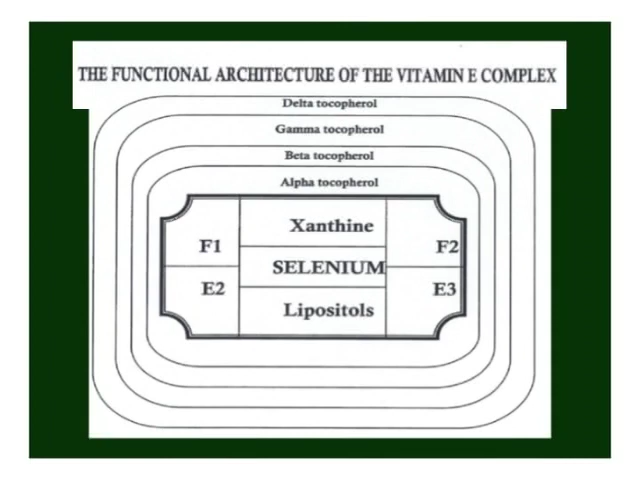 THE FUNCTIONAL ARCHITECTURE OF THE VITAMIN E COMPLEX
Delta tocopherol
Gamma tocopherol
Beta tocopherol
Alpha tocopherol
Xanthine
F1
F2
SELENIUM
E2
E3
Lipositols